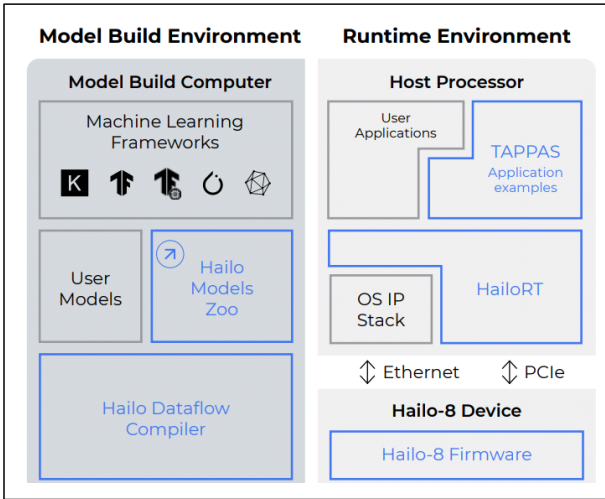 Model Build Environment
Model Build Computer
Machine Learning
Frameworks
K
User
Models
Hailo
Models
Zoo
Hailo Dataflow
Compiler
Runtime Environment
Host Processor
User
Applications
TAPPAS
Application
examples
HailoRT
OS IP
Stack
Ethernet
PCIe
Hailo-8 Device
Hailo-8 Firmware